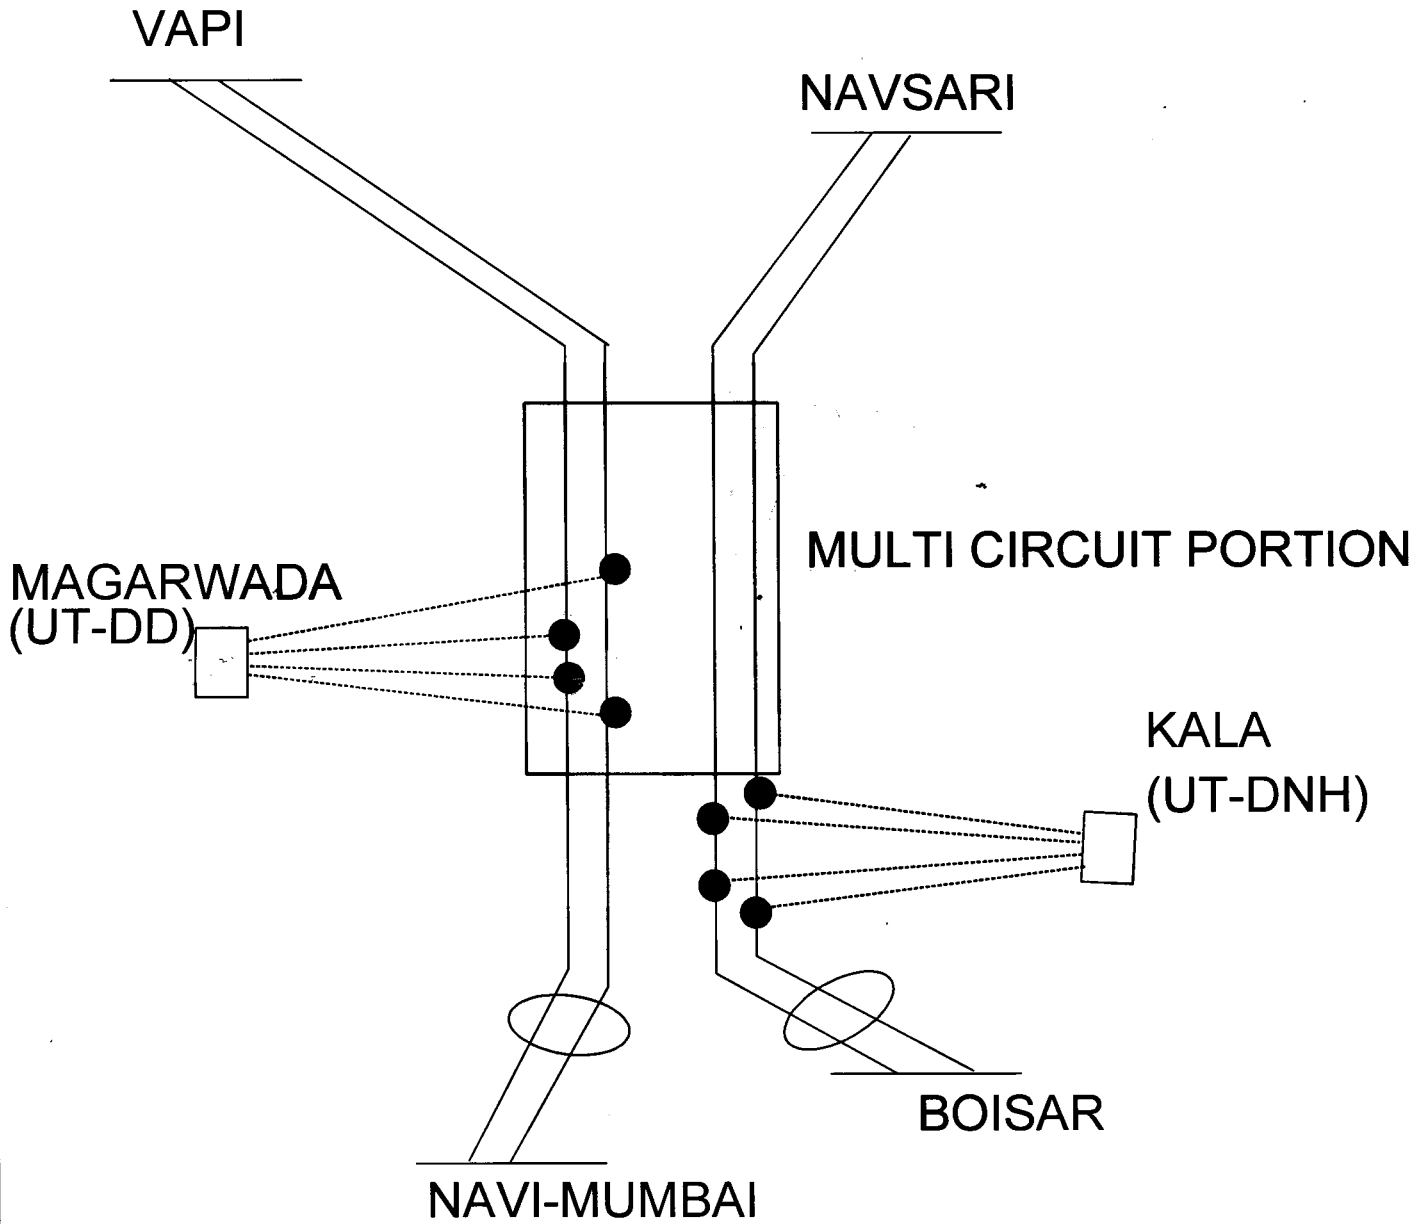 VAPI
NAVSARI
MULTI CIRCUIT PORTION
MAGARWADA
(UT-DD)
KALA
(UT-DNH)
BOISAR
NAVI-MUMBAI